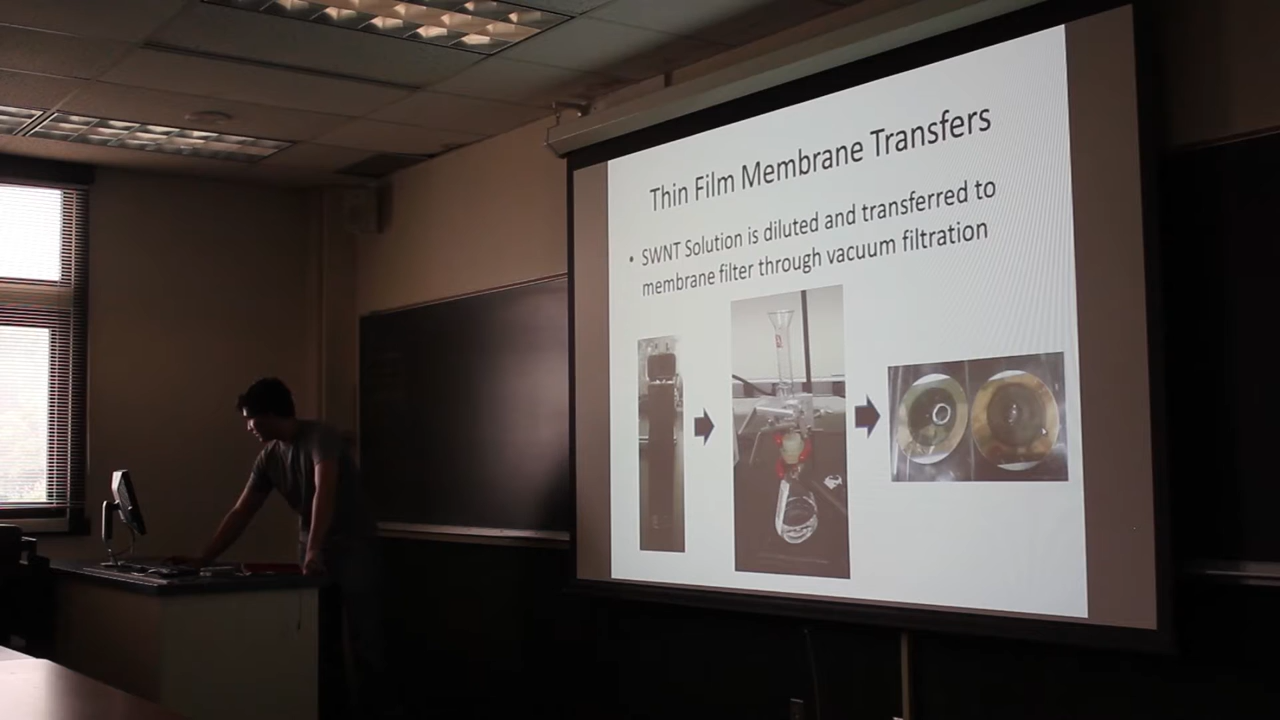 Thin Film Membrane Transfers
• SWNT Solution is diluted and transferred to
membrane filter through vacuum filtration